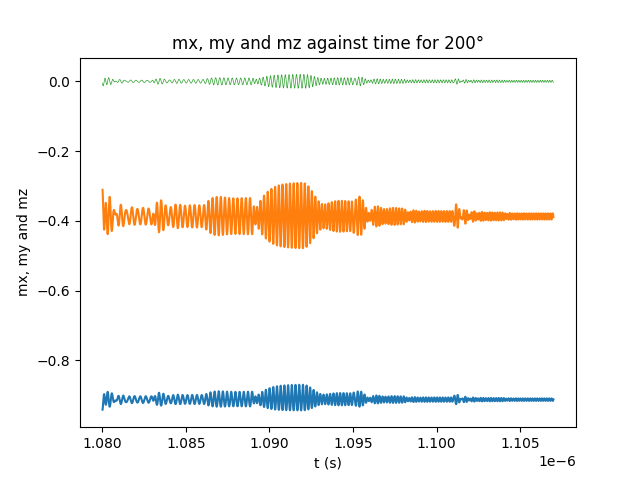 mx, my and mz against time for 200°
mx, my and mz
0.0
−0.2
−0.4
−0.6
−0.8
1.080 1.085 1.090 1.095 1.100 1.105
1e−6
t (s)